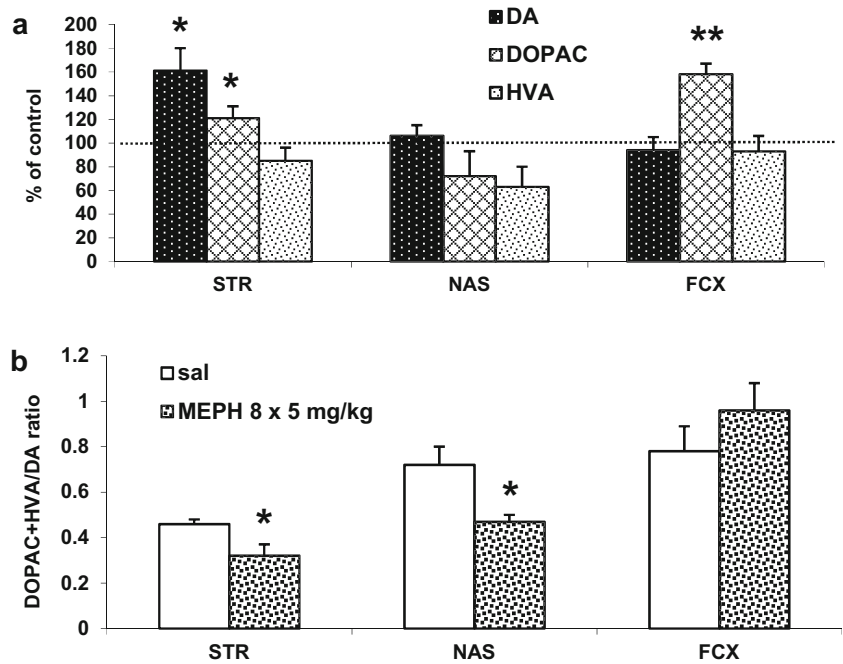 a
% of control
200
180
160
140
120
100
80
60
40
20
0
*
*
**
DA
DOPAC
HVA
STR NAS FCX
b
DOPAC+HVA/DA ratio
1.2
1
0.8
0.6
0.4
0.2
0
sal
MEPH 8 x 5 mg/kg
*
*
STR NAS FCX